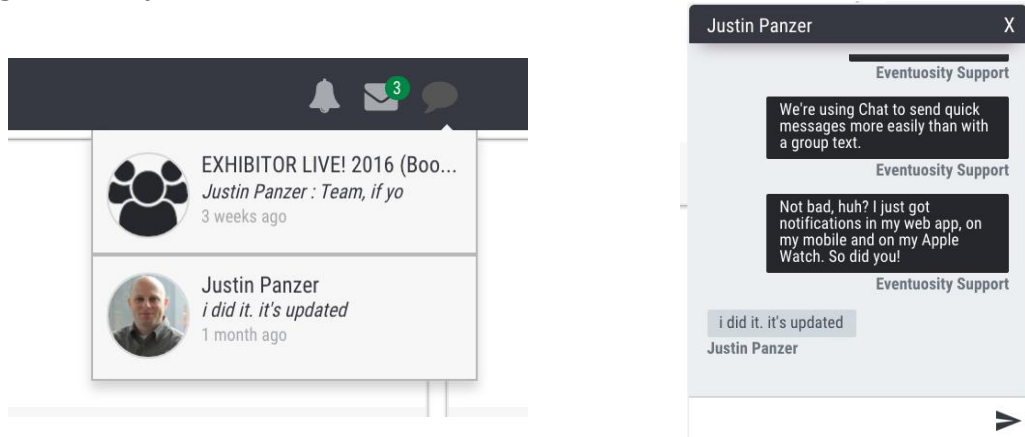 3
EXHIBITOR LIVE! 2016 (Boo...
Justin Panzer : Team, if yo
3 weeks ago
Justin Panzer
i did it. it's updated
1 month ago
Justin Panzer X
Eventuosity Support
We're using Chat to send quick
messages more easily than with
a group text.
Eventuosity Support
Not bad, huh? I just got
notifications in my web app, on
my mobile and on my Apple
Watch. So did you!
Eventuosity Support
i did it. it's updated
Justin Panzer